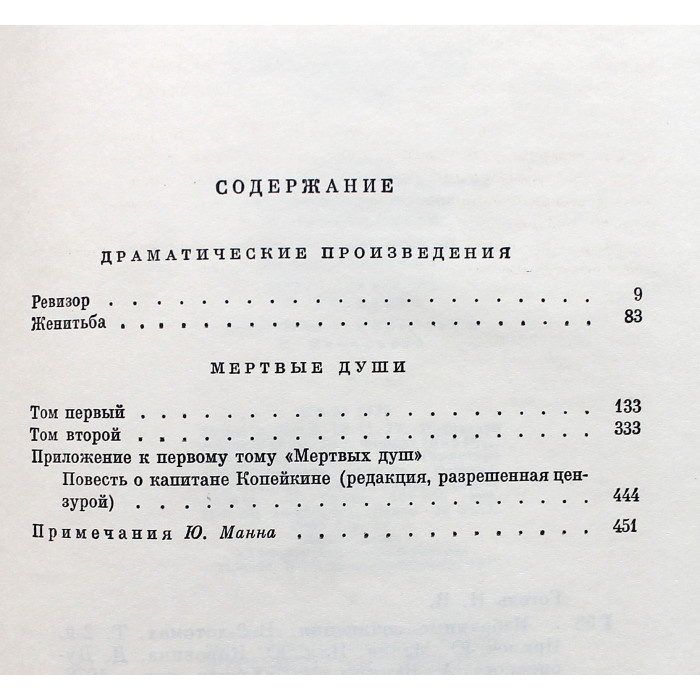 СОДЕРЖАНИЕ
ДРАМАТИЧЕСКИЕ ПРОИЗВЕДЕНИЯ
Ревизор . . . . . . . . . . . . . . . . . . . . . . 9
Женитьба . . . . . . . . . . . . . . . . . . . . . 83
МЕРТВЫЕ ДУШИ
Том первый . . . . . . . . . . . . . . . . . . . . 133
Том второй . . . . . . . . . . . . . . . . . . . . 333
Приложение к первому тому «Мертвых душ»
Повесть о капитане Копейкине (редакция, разрешенная цен-
зурой) . . . . . . . . . . . . . . . . . . . . 444
Примечания Ю. Манна . . . . . . . . . . . . . 451